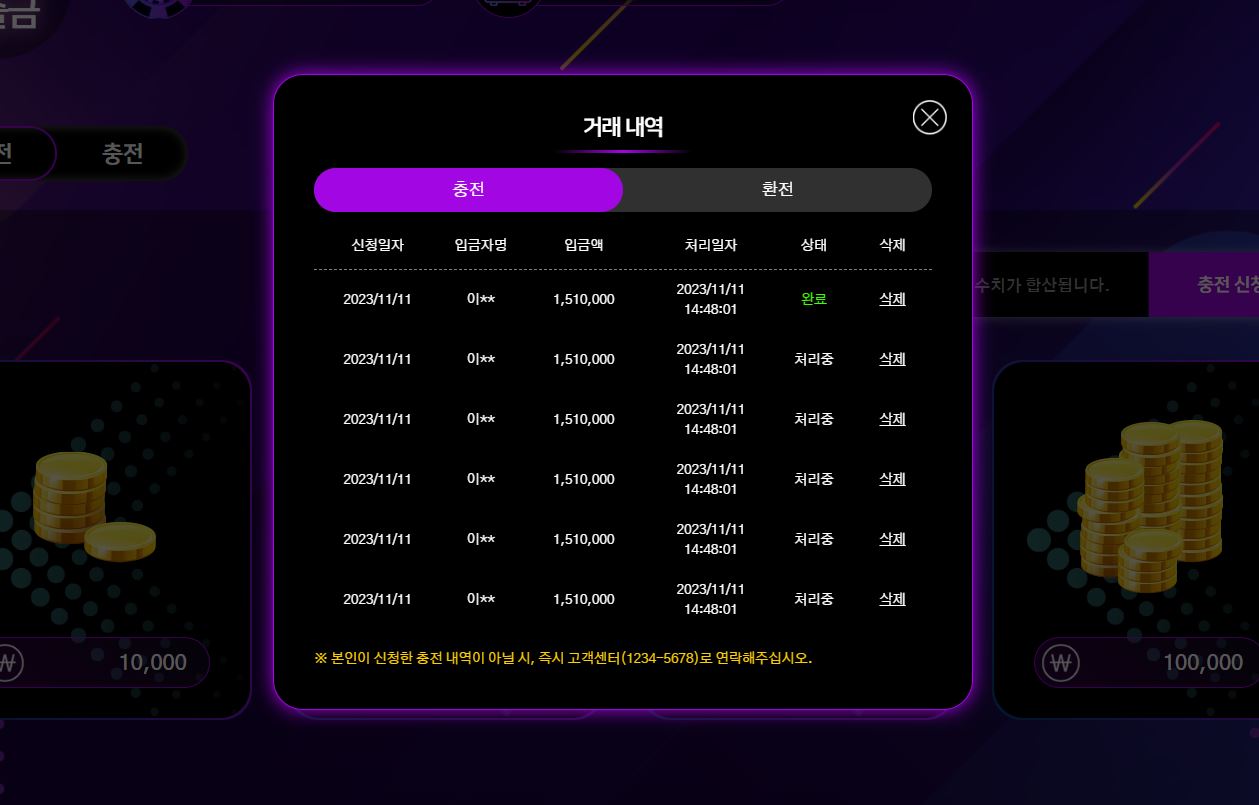 충전
거래 내역
충전 환전
신청일자 입금자명 입금액 처리일자 상태 삭제
2023/11/11 이** 1,510,000 2023/11/11 14:48:01 완료 삭제
2023/11/11 이** 1,510,000 2023/11/11 14:48:01 처리중 삭제
2023/11/11 이** 1,510,000 2023/11/11 14:48:01 처리중 삭제
2023/11/11 이** 1,510,000 2023/11/11 14:48:01 처리중 삭제
2023/11/11 이** 1,510,000 2023/11/11 14:48:01 처리중 삭제
2023/11/11 이** 1,510,000 2023/11/11 14:48:01 처리중 삭제
※ 본인이 신청한 충전 내역이 아닐 시, 즉시 고객센터(1234-5678)로 연락해주십시오.
수치가 합산됩니다.
충전
₩ 10,000
₩ 100,000